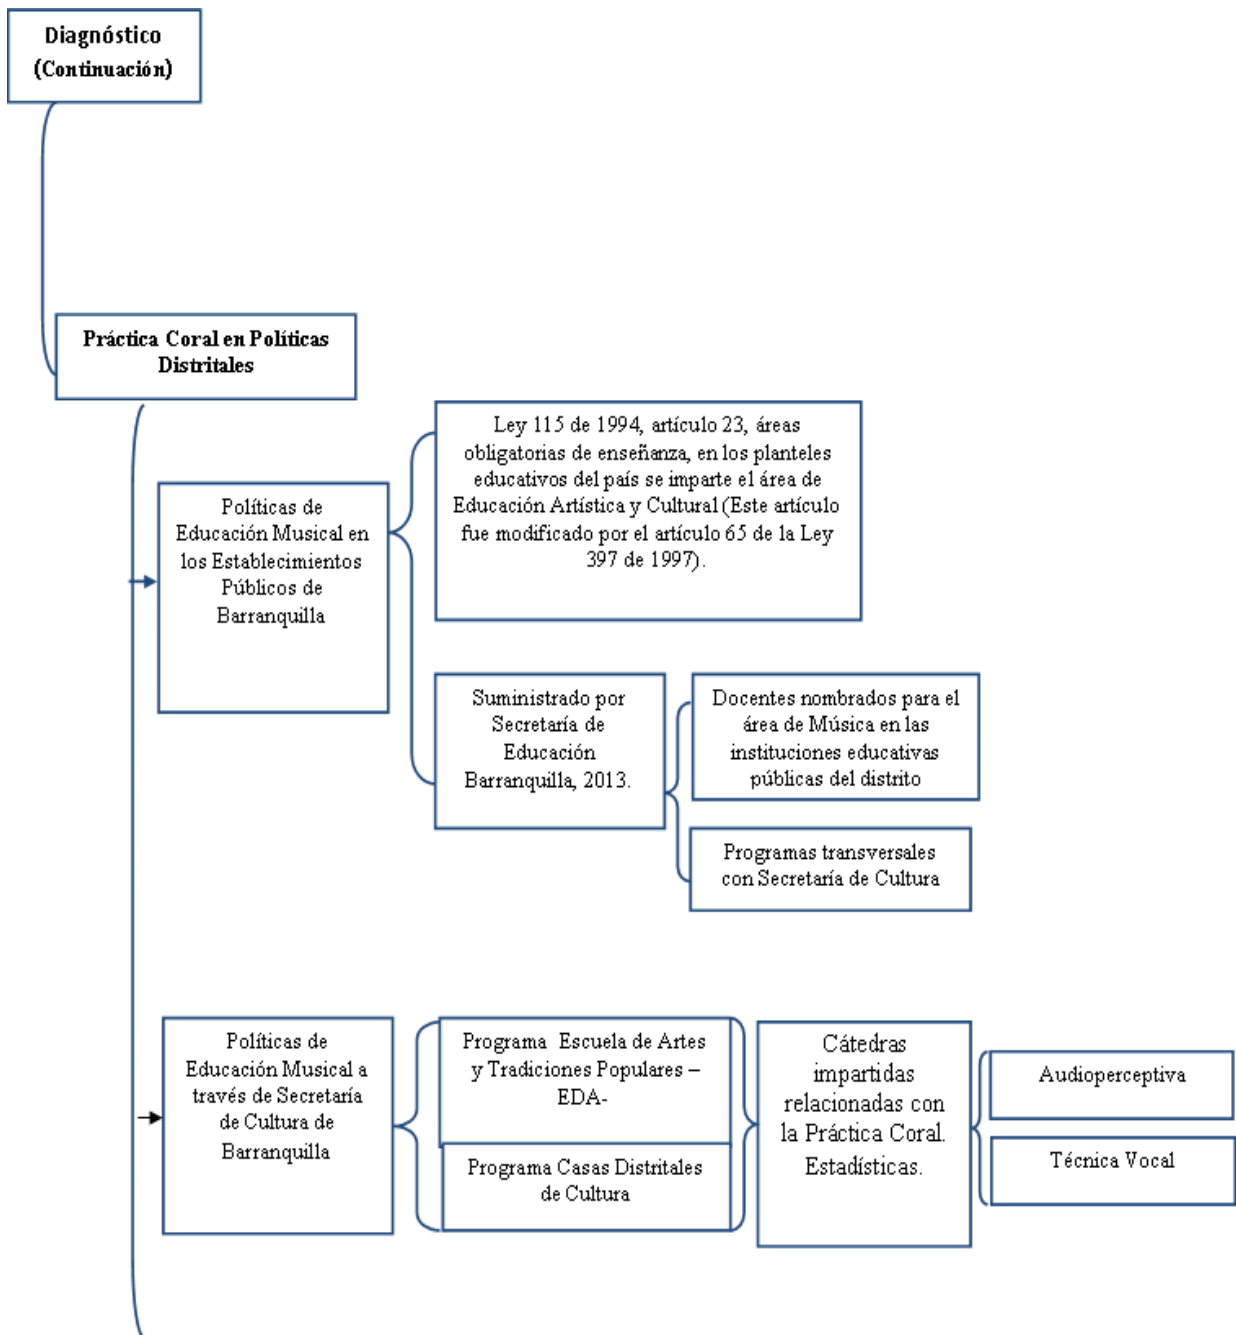 Diagnóstico
(Continuación)
Práctica Coral en Políticas
Distritales
Políticas de
Educación Musical en
los Establecimientos
Públicos de
Barranquilla
Ley 115 de 1994, artículo 23, áreas
obligatorias de enseñanza, en los planteles
educativos del país se imparte el área de
Educación Artística y Cultural (Este artículo
fue modificado por el artículo 65 de la Ley
397 de 1997).
Suministrado por
Secretaría de
Educación
Barranquilla, 2013.
Docentes nombrados para el
área de Música en las
instituciones educativas
públicas del distrito
Programas transversales
con Secretaría de Cultura
Políticas de
Educación Musical a
través de Secretaría
de Cultura de
Barranquilla
Programa Escuela de Artes
y Tradiciones Populares –
EDA-
Programa Casas Distritales
de Cultura
Cátedras
impartidas
relacionadas con
la Práctica Coral.
Estadísticas.
Audioperceptiva
Técnica Vocal